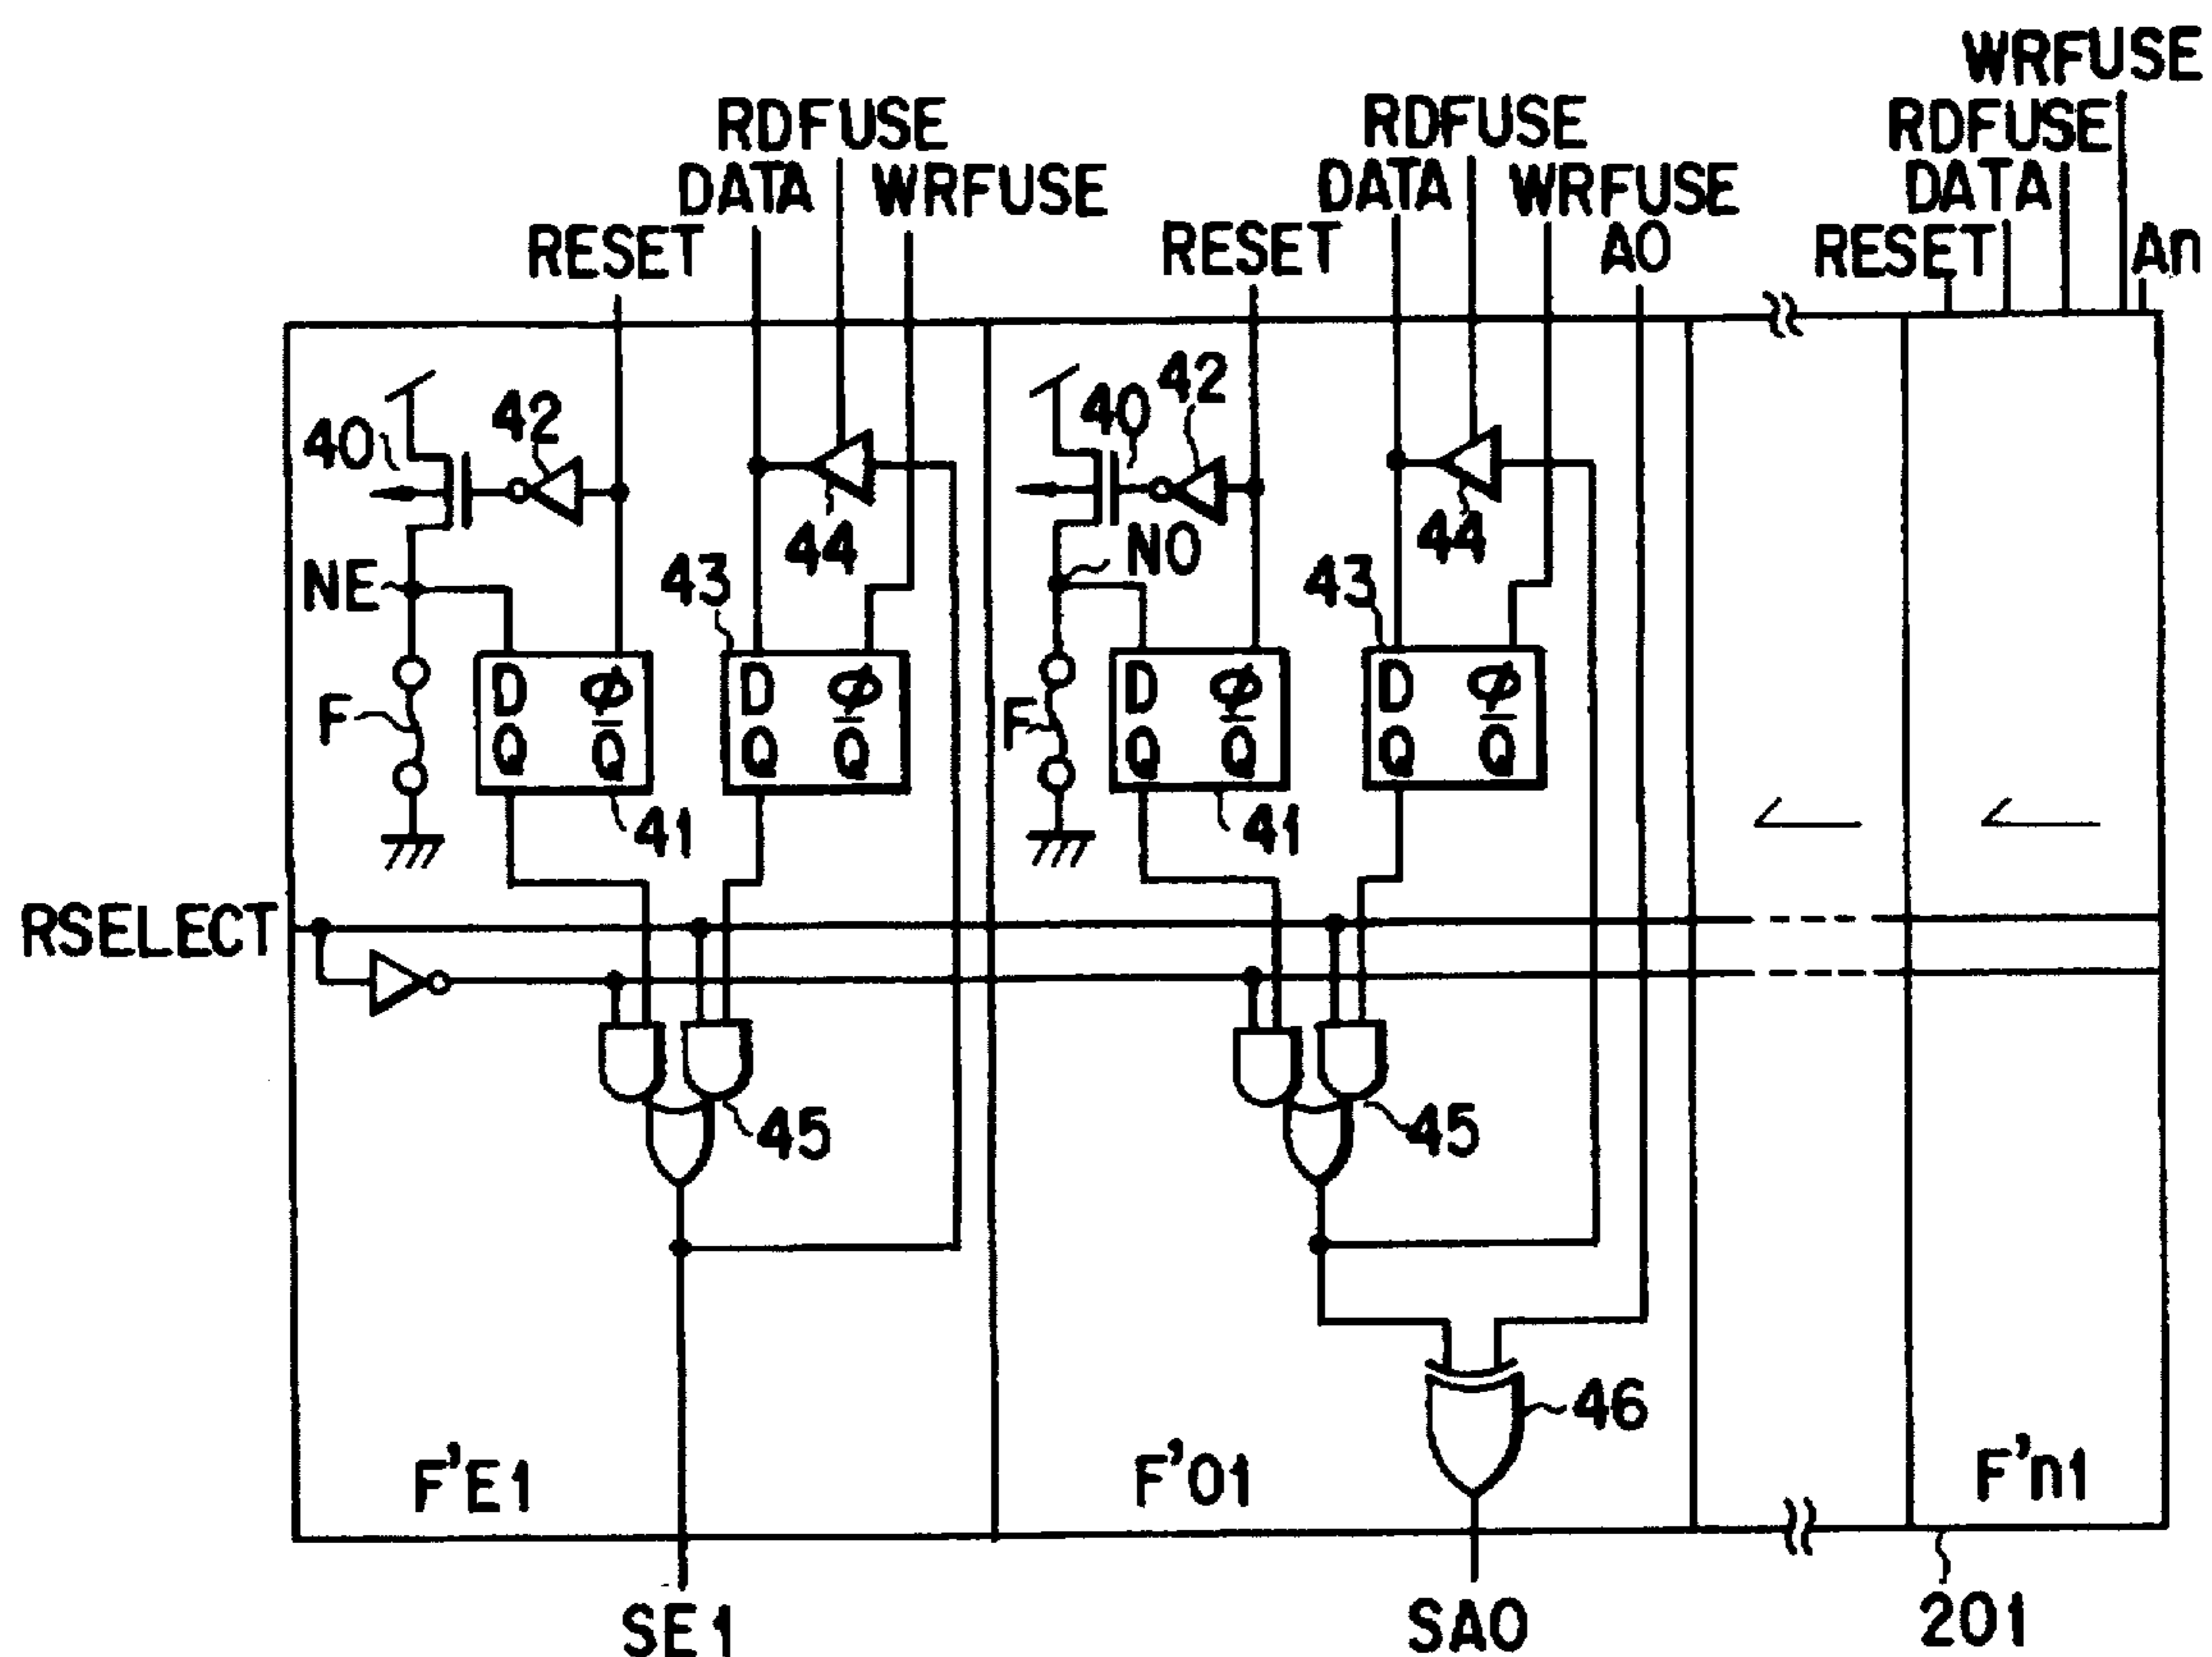 WRFUSE
RDFUSE RDFUSE RDFUSE
DATA WRFUSE DATA WRFUSE DATA
RESET RESET A0 RESET An
40 42 40 42
44 44
NE 43 N0 43
F D Φ D Φ F D Φ D Φ
Q Q̅ Q Q̅ Q Q̅ Q Q̅
41 41
RSELECT
45 45
46
F'E1 F'01 F'n1
SE1 SA0 201